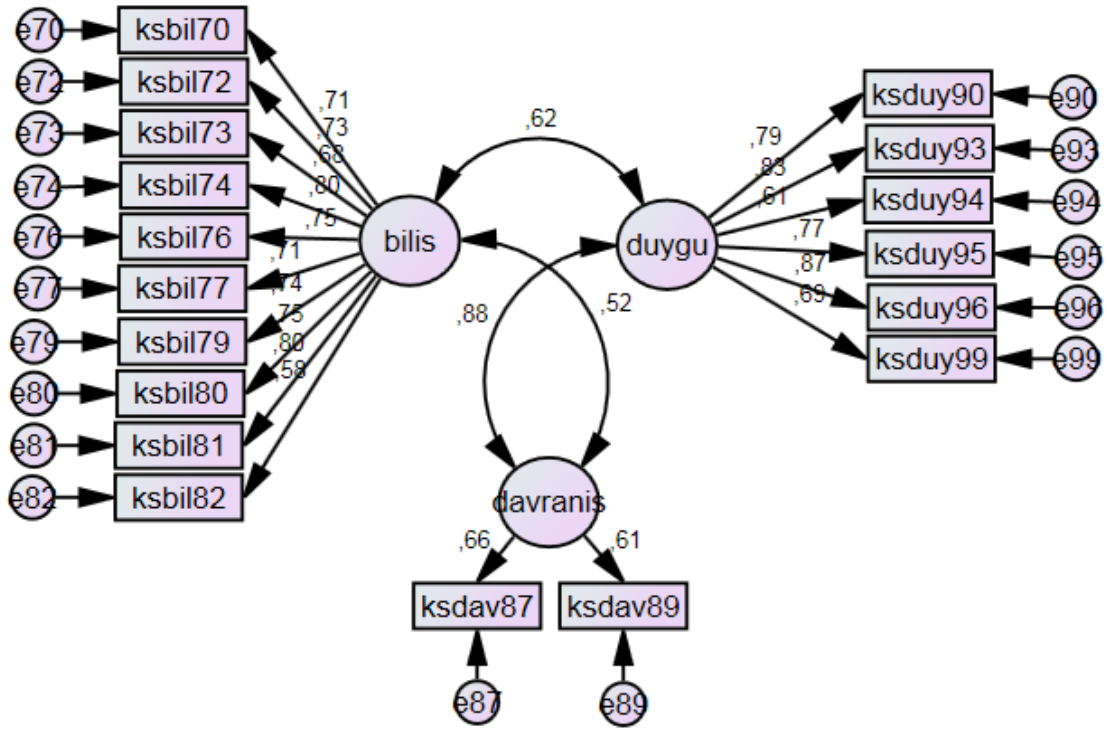 e70 ksbil70
e72 ksbil72
e73 ksbil73
e74 ksbil74
e76 ksbil76
e77 ksbil77
e79 ksbil79
e80 ksbil80
e81 ksbil81
e82 ksbil82
,71
,73
,68
,80
,75
,71
,74
,75
,80
,58
bilis
,62
duygu
,79
,83
,61
,77
,87
,69
ksduy90 e90
ksduy93 e93
ksduy94 e94
ksduy95 e95
ksduy96 e96
ksduy99 e99
,88
,52
davranis
,66
,61
ksdav87 ksdav89
e87 e89